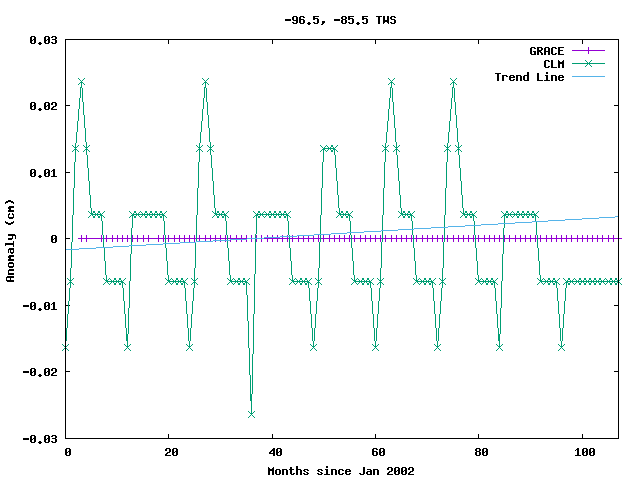 -96.5, -85.5 TWS
GRACE
CLM
Trend Line
0.03
0.02
0.01
0
-0.01
-0.02
-0.03
Anomaly (cm)
0 20 40 60 80 100
Months since Jan 2002